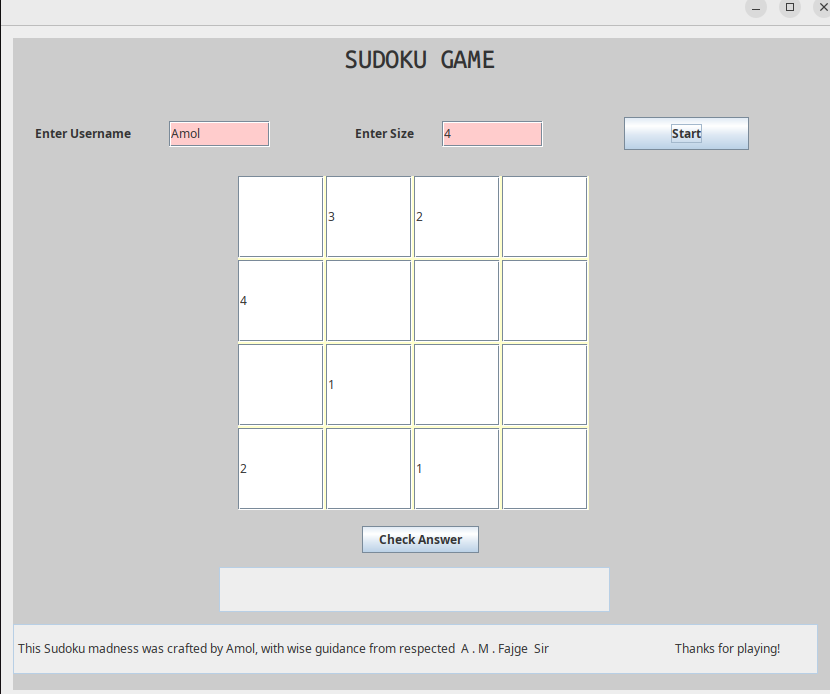 SUDOKU GAME
Enter Username Amol Enter Size 4 Start
3 2
4
1
2 1
Check Answer
This Sudoku madness was crafted by Amol, with wise guidance from respected A . M . Fajge Sir Thanks for playing!